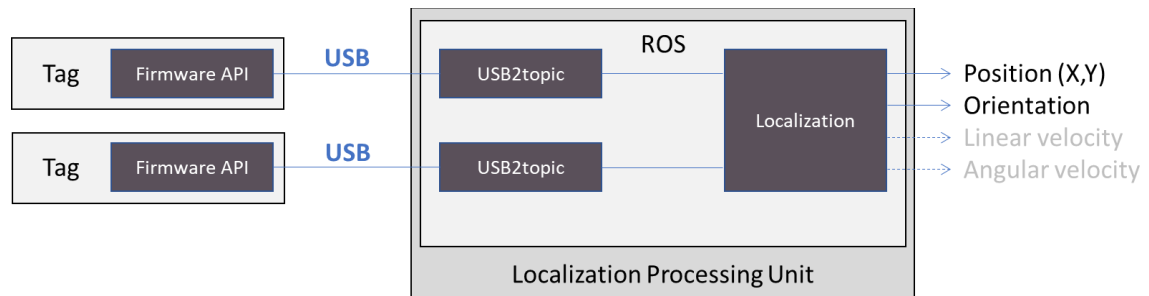 ROS
USB
Tag
Firmware API
USB2topic
Position (X,Y)
Orientation
Localization
Linear velocity
USB
Tag
Firmware API
USB2topic
Angular velocity
Localization Processing Unit